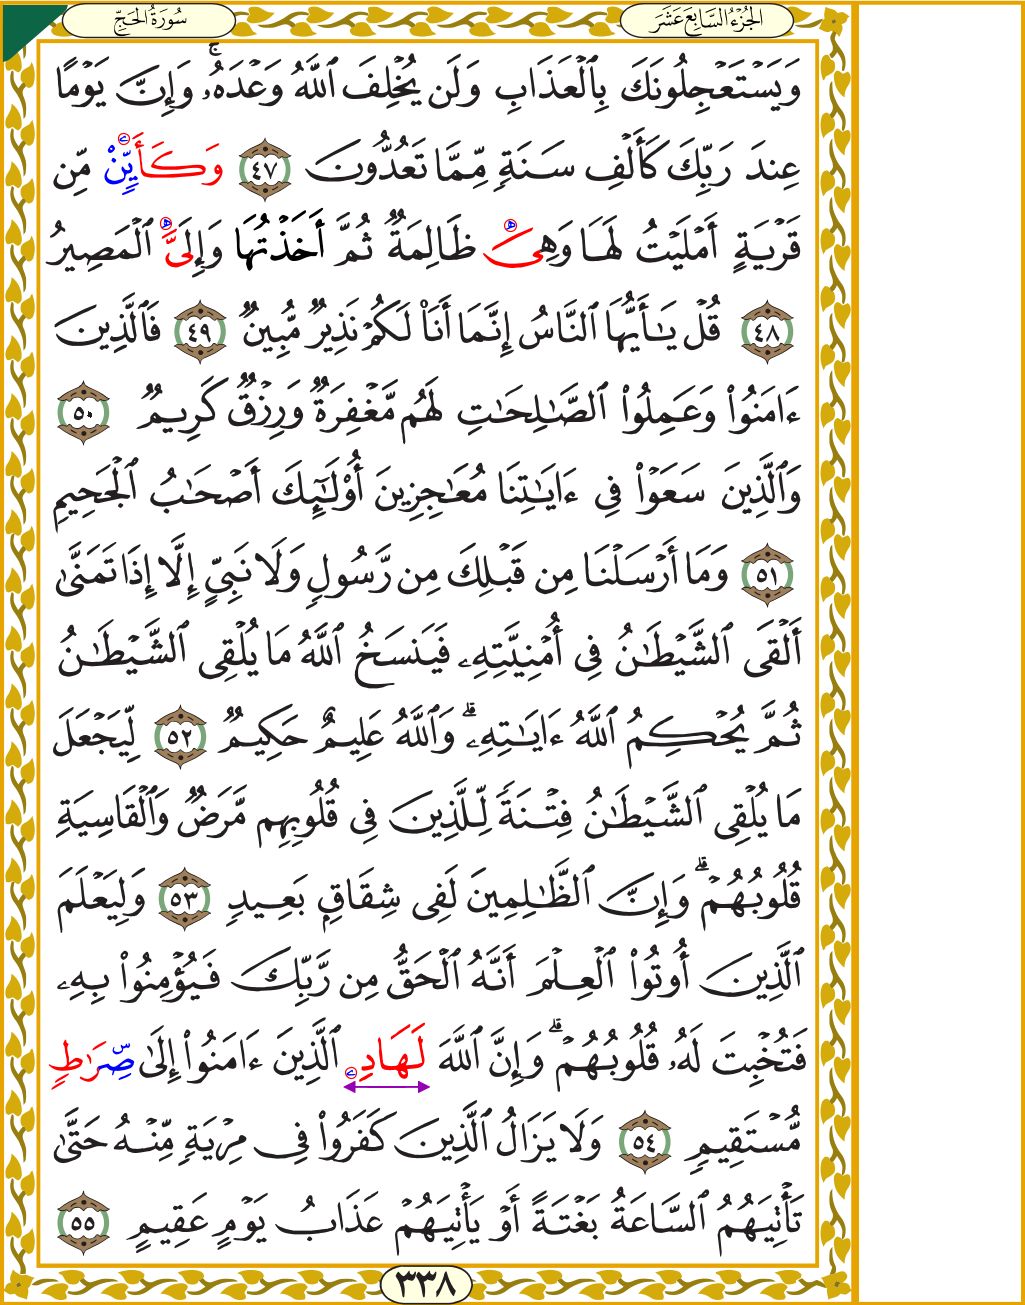 الجُزْءُ السَّابِعَ عَشَرَ
سُورَةُ الحَجِّ
وَيَسْتَعْجِلُونَكَ بِٱلْعَذَابِ وَلَن يُخْلِفَ ٱللَّهُ وَعْدَهُۥۚ وَإِنَّ يَوْمًا
عِندَ رَبِّكَ كَأَلْفِ سَنَةٍ مِّمَّا تَعُدُّونَ ٤٧ وَكَأَيِّنْ مِّن
قَرْيَةٍ أَمْلَيْتُ لَهَا وَهِىَ ظَالِمَةٌ ثُمَّ أَخَذتُّهَا وَإِلَىَّ ٱلْمَصِيرُ
٤٨ قُلْ يَـٰٓأَيُّهَا ٱلنَّاسُ إِنَّمَآ أَنَا۠ لَكُمْ نَذِيرٌ مُّبِينٌ ٤٩ فَٱلَّذِينَ
ءَامَنُوا۟ وَعَمِلُوا۟ ٱلصَّـٰلِحَـٰتِ لَهُم مَّغْفِرَةٌ وَرِزْقٌ كَرِيمٌ ٥٠
وَٱلَّذِينَ سَعَوْا۟ فِىٓ ءَايَـٰتِنَا مُعَـٰجِزِينَ أُو۟لَـٰٓئِكَ أَصْحَـٰبُ ٱلْجَحِيمِ
٥١ وَمَآ أَرْسَلْنَا مِن قَبْلِكَ مِن رَّسُولٍ وَلَا نَبِىٍّ إِلَّآ إِذَا تَمَنَّىٰٓ
أَلْقَى ٱلشَّيْطَـٰنُ فِىٓ أُمْنِيَّتِهِۦ فَيَنسَخُ ٱللَّهُ مَا يُلْقِى ٱلشَّيْطَـٰنُ
ثُمَّ يُحْكِمُ ٱللَّهُ ءَايَـٰتِهِۦۗ وَٱللَّهُ عَلِيمٌ حَكِيمٌ ٥٢ لِّيَجْعَلَ
مَا يُلْقِى ٱلشَّيْطَـٰنُ فِتْنَةً لِّلَّذِينَ فِى قُلُوبِهِم مَّرَضٌ وَٱلْقَاسِيَةِ
قُلُوبُهُمْۗ وَإِنَّ ٱلظَّـٰلِمِينَ لَفِى شِقَاقٍۭ بَعِيدٍ ٥٣ وَلِيَعْلَمَ
ٱلَّذِينَ أُوتُوا۟ ٱلْعِلْمَ أَنَّهُ ٱلْحَقُّ مِن رَّبِّكَ فَيُؤْمِنُوا۟ بِهِۦ
فَتُخْبِتَ لَهُۥ قُلُوبُهُمْۗ وَإِنَّ ٱللَّهَ لَهَادِ ٱلَّذِينَ ءَامَنُوٓا۟ إِلَىٰ صِرَٰطٍ
مُّسْتَقِيمٍ ٥٤ وَلَا يَزَالُ ٱلَّذِينَ كَفَرُوا۟ فِى مِرْيَةٍ مِّنْهُ حَتَّىٰ
تَأْتِيَهُمُ ٱلسَّاعَةُ بَغْتَةً أَوْ يَأْتِيَهُمْ عَذَابُ يَوْمٍ عَقِيمٍ ٥٥
٣٣٨